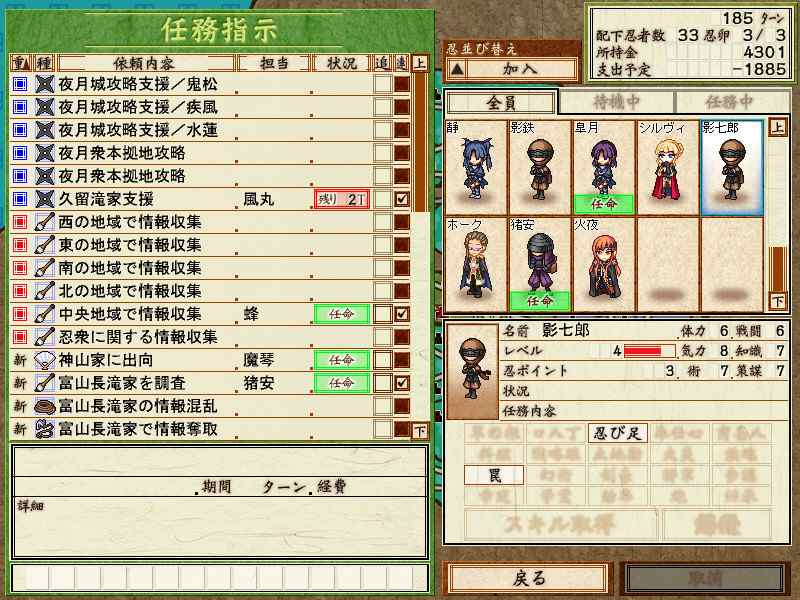 任務指示
重 種 依頼内容 担当 状況 追 連 上
夜月城攻略支援／鬼松
夜月城攻略支援／疾風
夜月城攻略支援／水蓮
夜月衆本拠地攻略
夜月衆本拠地攻略
久留滝家支援 風丸 残り 2T
西の地域で情報収集
東の地域で情報収集
南の地域で情報収集
北の地域で情報収集
中央地域で情報収集 蜂 任命
忍衆に関する情報収集
新 神山家に出向 魔琴 任命
新 富山長滝家を調査 猪安 任命
新 富山長滝家の情報混乱
新 富山長滝家で情報奪取 下
期間 ターン 経費
詳細
忍並び替え
▲ 加入
185 ターン
配下忍者数 33 忍卵 3/ 3
所持金 4301
支出予定 -1885
全員 待機中 任務中
静 影鉄 皐月 シルヴィ 影七郎 上
任命
ホーク 猪安 火夜
任命 下
名前 影七郎 体力 6 戦闘 6
レベル 4 気力 8 知識 7
忍ポイント 3 術 7 策謀 7
状況
任務内容
忍び足
罠
スキル取得
戻る 取消